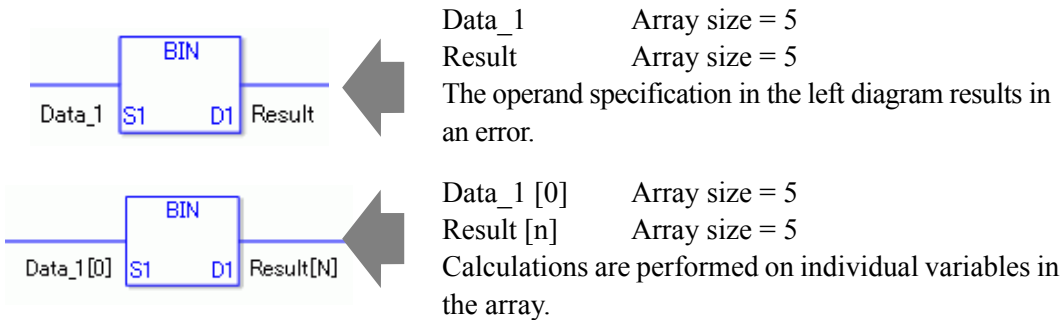 BIN
Data_1 S1 D1 Result
Data_1 Array size = 5
Result Array size = 5
The operand specification in the left diagram results in
an error.
BIN
Data_1[0] S1 D1 Result[N]
Data_1 [0] Array size = 5
Result [n] Array size = 5
Calculations are performed on individual variables in
the array.